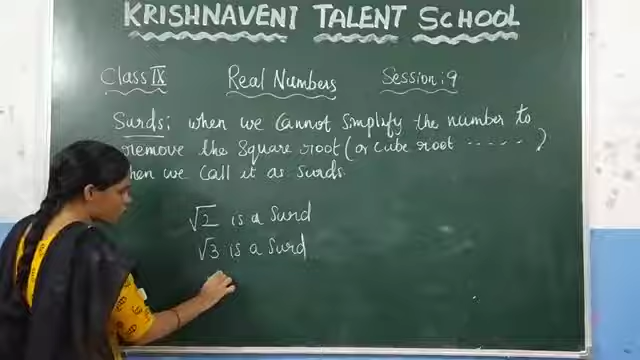 KRISHNAVENI TALENT SCHOOL
Class IX Real Numbers Session: 9
Surds: when we cannot simplify the number to
remove the square root (or cube root ......)
then we call it as surds.
√2 is a surd
√3 is a surd